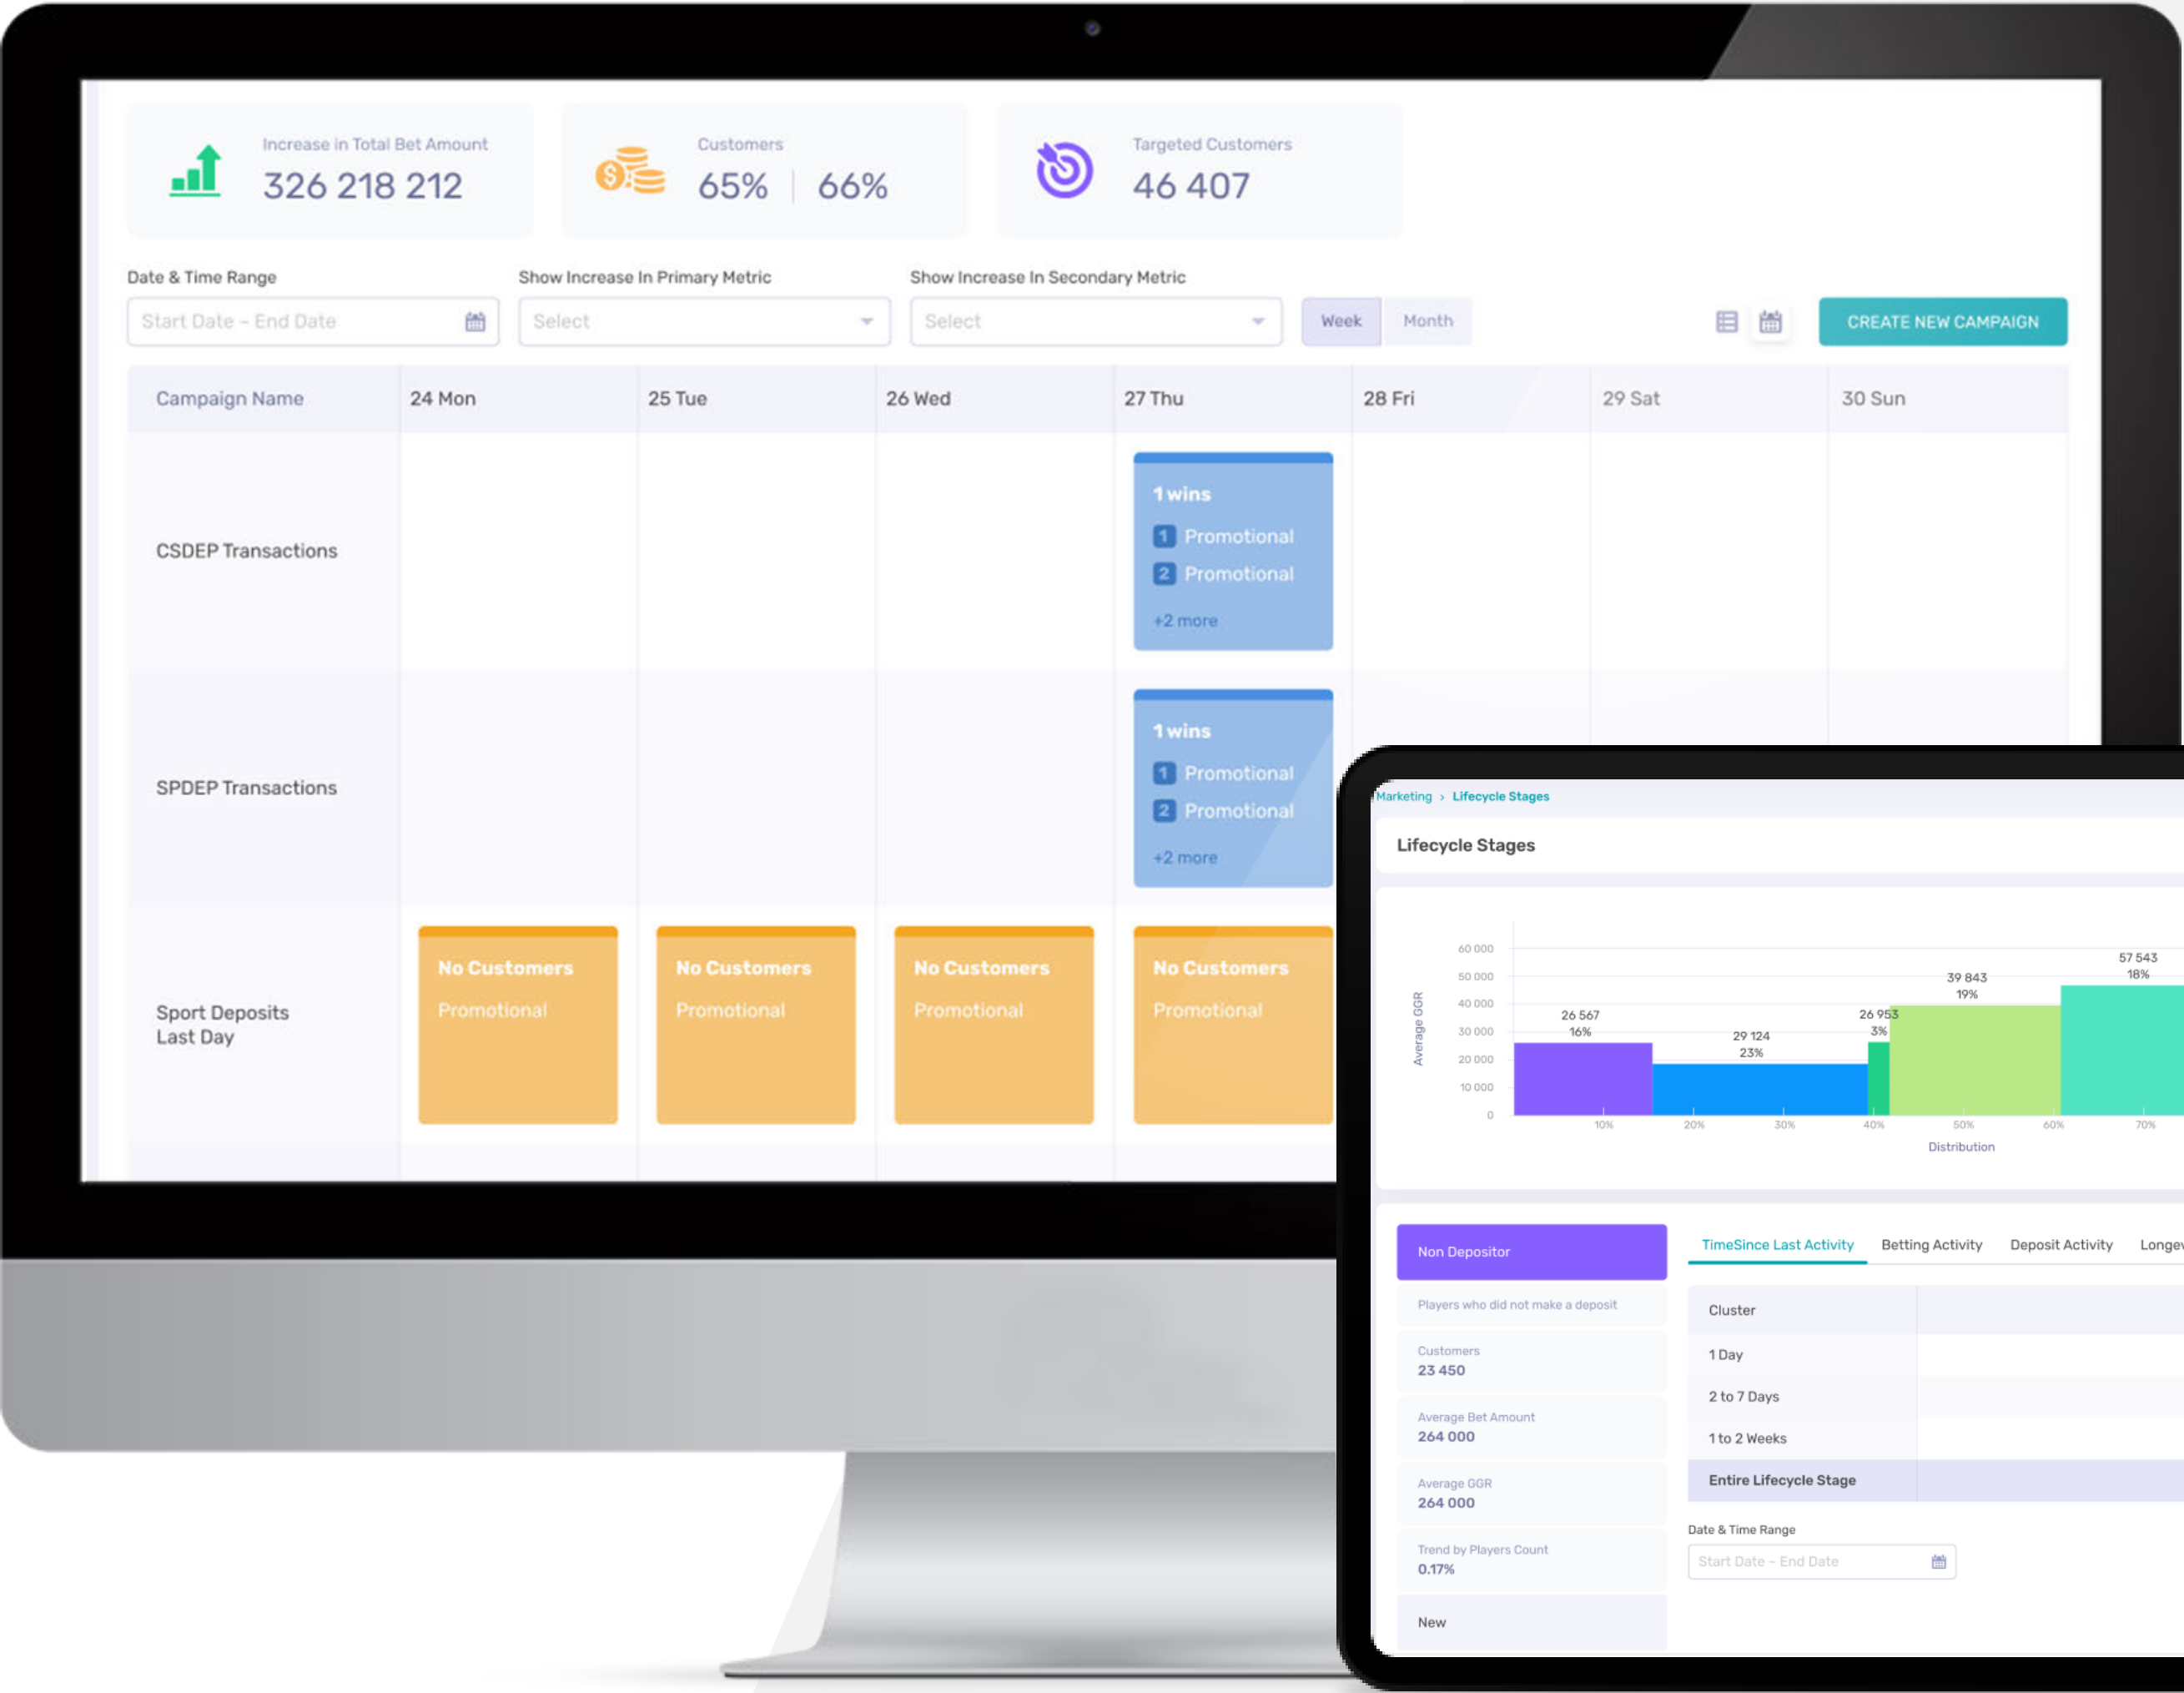 Increase in Total Bet Amount
326 218 212
Customers
65% 66%
Targeted Customers
46 407
Date & Time Range
Start Date – End Date
Show Increase In Primary Metric
Select
Show Increase In Secondary Metric
Select
Week Month
CREATE NEW CAMPAIGN
Campaign Name 24 Mon 25 Tue 26 Wed 27 Thu 28 Fri 29 Sat 30 Sun
CSDEP Transactions
1 wins
1 Promotional
2 Promotional
+2 more
SPDEP Transactions
1 wins
1 Promotional
2 Promotional
+2 more
Sport Deposits
Last Day
No Customers
Promotional
No Customers
Promotional
No Customers
Promotional
No Customers
Promotional
Marketing › Lifecycle Stages
Lifecycle Stages
Average GGR
60 000
50 000
40 000
30 000
20 000
10 000
0
26 567
16%
29 124
23%
26 953
3%
39 843
19%
57 543
18%
10% 20% 30% 40% 50% 60% 70%
Distribution
Non Depositor
Players who did not make a deposit
Customers
23 450
Average Bet Amount
264 000
Average GGR
264 000
Trend by Players Count
0.17%
New
TimeSince Last Activity Betting Activity Deposit Activity
Cluster
1 Day
2 to 7 Days
1 to 2 Weeks
Entire Lifecycle Stage
Date & Time Range
Start Date – End Date